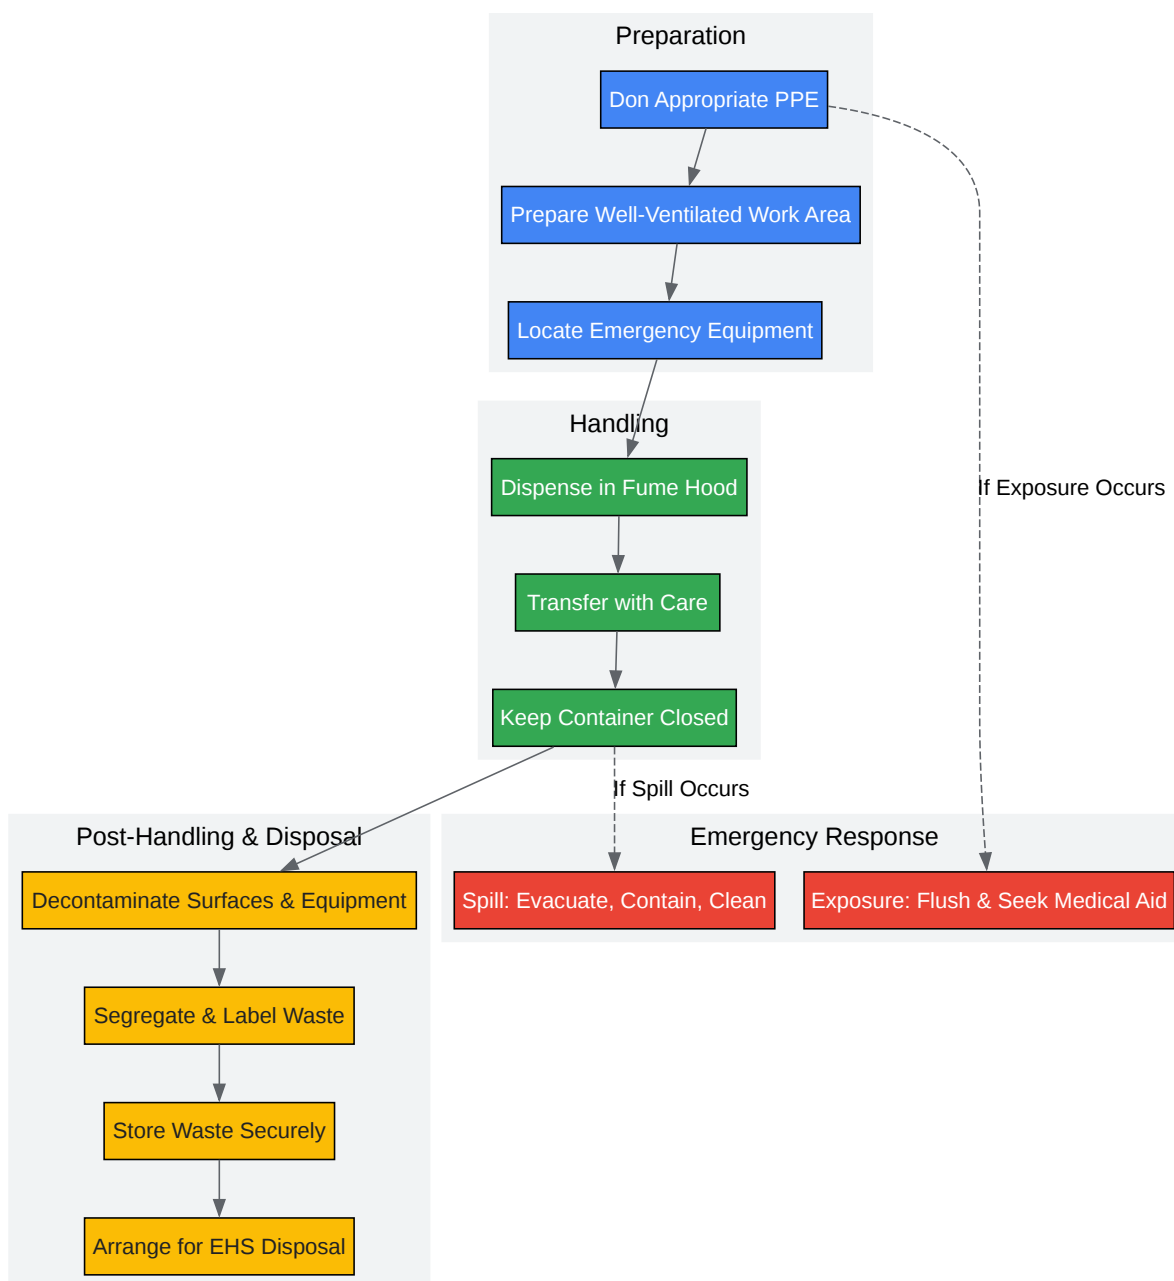 Preparation
Don Appropriate PPE
Prepare Well-Ventilated Work Area
Locate Emergency Equipment
Handling
Dispense in Fume Hood
If Exposure Occurs
Transfer with Care
Keep Container Closed
If Spill Occurs
Post-Handling & Disposal
Decontaminate Surfaces & Equipment
Segregate & Label Waste
Store Waste Securely
Arrange for EHS Disposal
Emergency Response
Spill: Evacuate, Contain, Clean
Exposure: Flush & Seek Medical Aid